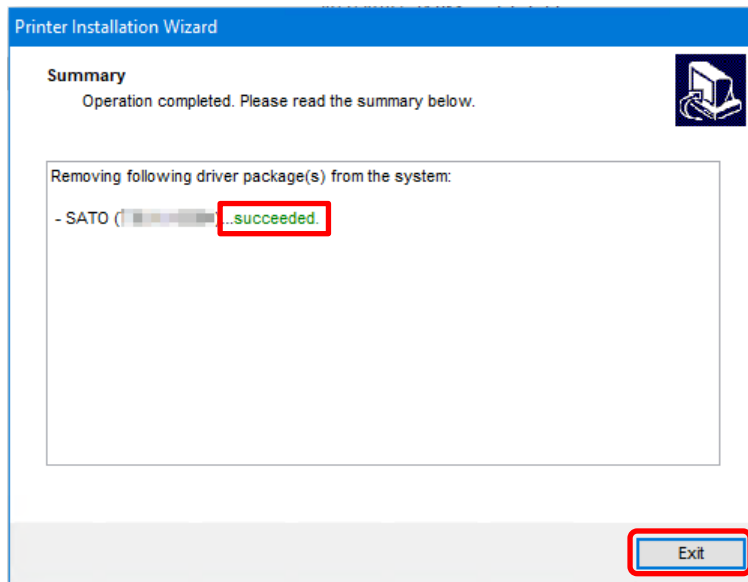 Printer Installation Wizard
Summary
Operation completed. Please read the summary below.
Removing following driver package(s) from the system:
- SATO ( )...succeeded.
Exit